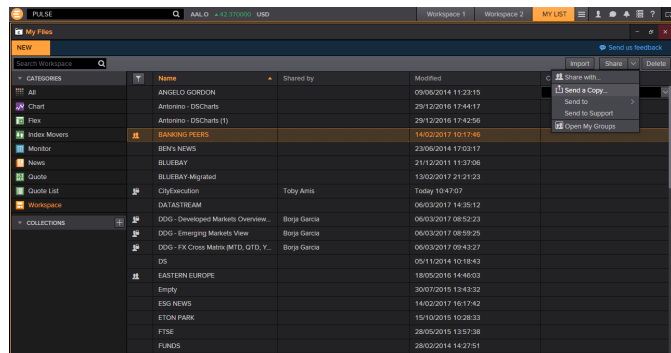 PULSE AALO +42.370000 USD Workspace 1 Workspace 2 MY LIST ?
My Files
NEW Send us feedback
Search Workspace Import Share Delete
CATEGORIES Name Shared by Modified C
Share with...
All ANGELO GORDON 09/06/2014 11:23:15
Send a Copy...
Chart Antonino - DSCharts 29/12/2016 17:44:17
Send to
Flex Antonino - DSCharts (1) 29/12/2016 17:42:56
Send to Support
Index Movers BANKING PEERS 14/02/2017 10:17:46
Open My Groups
Monitor BEN's NEWS 23/06/2014 17:03:17
News BLUEBAY 21/12/2011 11:37:06
Quote BLUEBAY-Migrated 13/02/2017 21:21:23
Quote List CityExecution Toby Amis Today 10:47:07
Workspace DATASTREAM 06/03/2017 14:35:12
COLLECTIONS DDG - Developed Markets Overview... Borja Garcia 06/03/2017 08:52:23
DDG - Emerging Markets View Borja Garcia 06/03/2017 08:59:25
DDG - FX Cross Matrix (MTD, QTD, Y... Borja Garcia 06/03/2017 09:43:27
DS 05/11/2014 10:18:43
EASTERN EUROPE 18/05/2016 14:46:03
Empty 30/07/2015 13:43:32
ESG NEWS 14/02/2017 16:17:42
ETON PARK 15/10/2015 10:28:33
FTSE 28/05/2015 13:57:38
FUNDS 28/02/2014 14:27:51